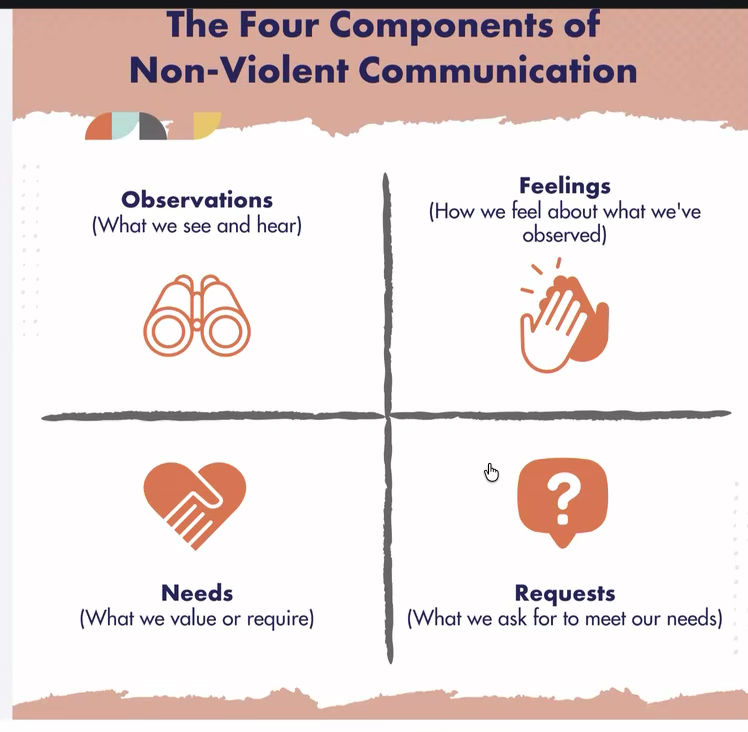 The Four Components of
Non-Violent Communication
Observations
(What we see and hear)
Feelings
(How we feel about what we've
observed)
?
Needs
(What we value or require)
Requests
(What we ask for to meet our needs)